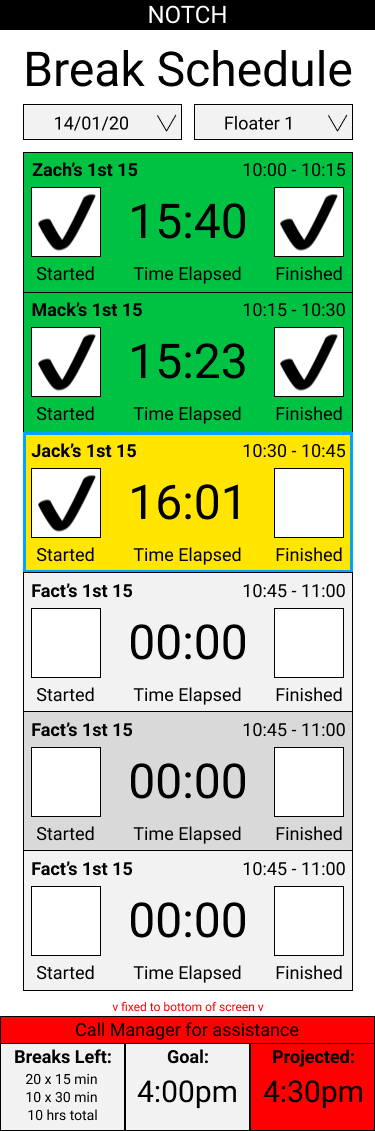 NOTCH
Break Schedule
14/01/20 Floater 1
Zach's 1st 15 10:00 - 10:15
15:40
Started Time Elapsed Finished
Mack's 1st 15 10:15 - 10:30
15:23
Started Time Elapsed Finished
Jack's 1st 15 10:30 - 10:45
16:01
Started Time Elapsed Finished
Fact's 1st 15 10:45 - 11:00
00:00
Started Time Elapsed Finished
Fact's 1st 15 10:45 - 11:00
00:00
Started Time Elapsed Finished
Fact's 1st 15 10:45 - 11:00
00:00
Started Time Elapsed Finished
v fixed to bottom of screen v
Call Manager for assistance
Breaks Left: Goal: Projected:
20 x 15 min
10 x 30 min 4:00pm 4:30pm
10 hrs total